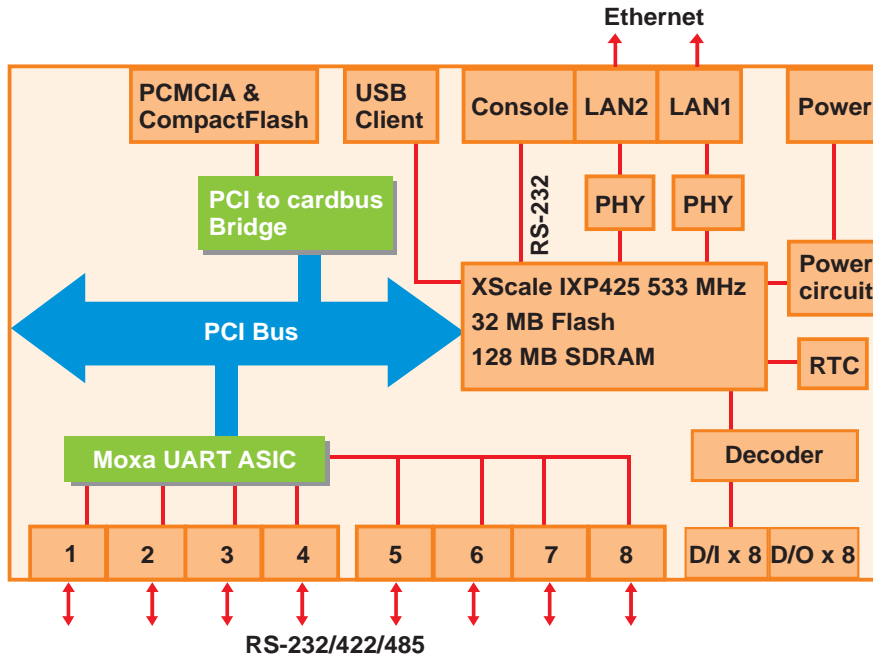 Ethernet
PCMCIA &
CompactFlash
USB
Client
Console
LAN2
LAN1
Power
PCI to cardbus
Bridge
RS-232
PHY
PHY
XScale IXP425 533 MHz
32 MB Flash
128 MB SDRAM
Power
circuit
PCI Bus
RTC
Moxa UART ASIC
Decoder
1
2
3
4
5
6
7
8
D/I x 8
D/O x 8
RS-232/422/485